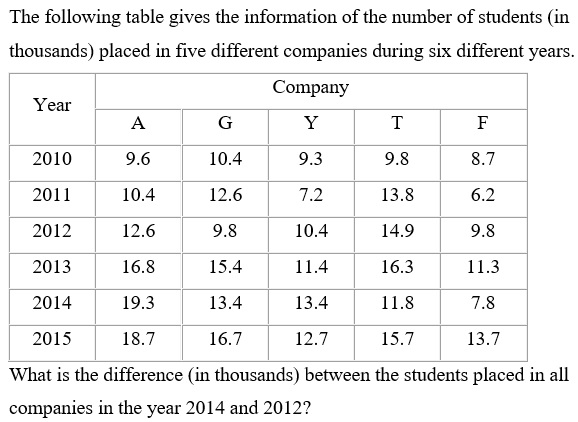 The following table gives the information of the number of students (in
thousands) placed in five different companies during six different years.
Year Company
A G Y T F
2010 9.6 10.4 9.3 9.8 8.7
2011 10.4 12.6 7.2 13.8 6.2
2012 12.6 9.8 10.4 14.9 9.8
2013 16.8 15.4 11.4 16.3 11.3
2014 19.3 13.4 13.4 11.8 7.8
2015 18.7 16.7 12.7 15.7 13.7
What is the difference (in thousands) between the students placed in all
companies in the year 2014 and 2012?